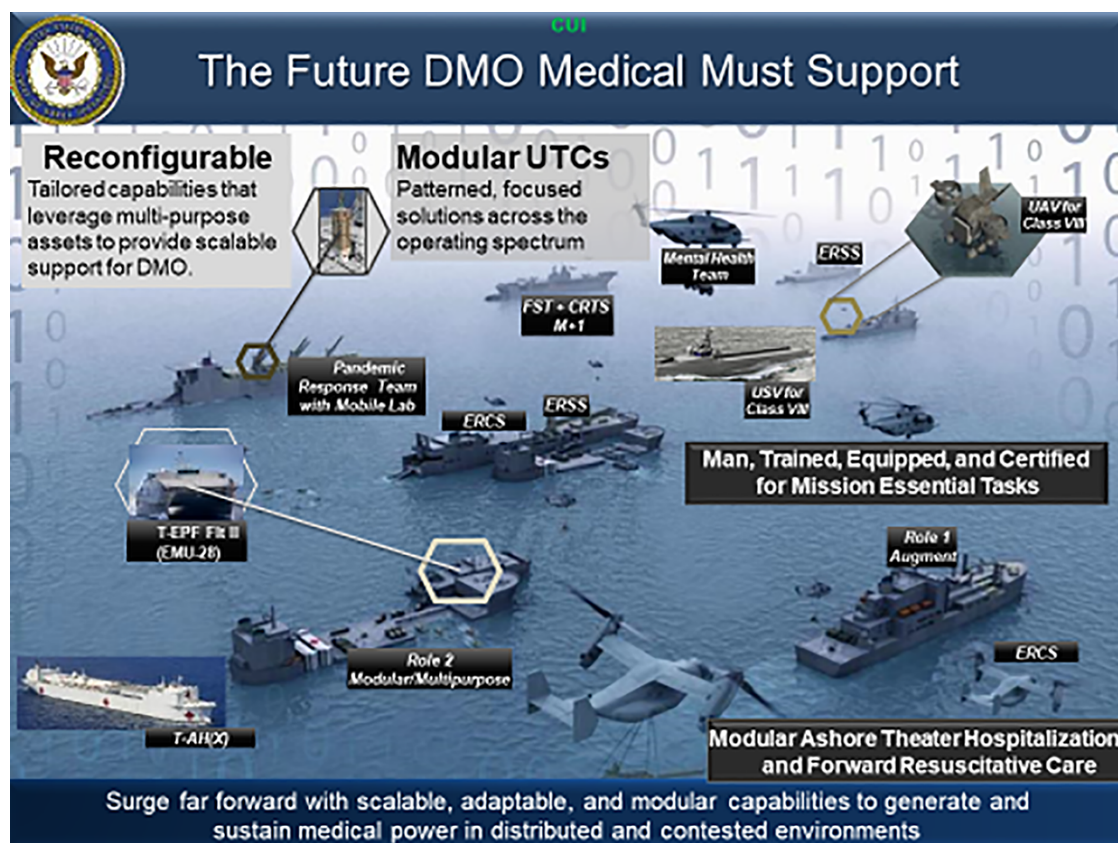 CUI
The Future DMO Medical Must Support
Reconfigurable
Tailored capabilities that
leverage multi-purpose
assets to provide scalable
support for DMO.
Modular UTCs
Patterned, focused
solutions across the
operating spectrum
Mental Health
Team
ERSS
UAV for
Class VIII
FST + CRTS
M+1
Pandemic
Response Team
with Mobile Lab
USV for
Class VIII
ERCS
ERSS
Man, Trained, Equipped, and Certified
for Mission Essential Tasks
T-EPF Flt II
(EMU-28)
Role 1
Augment
Role 2
Modular/Multipurpose
ERCS
T-AH(X)
Modular Ashore Theater Hospitalization
and Forward Resuscitative Care
Surge far forward with scalable, adaptable, and modular capabilities to generate and
sustain medical power in distributed and contested environments